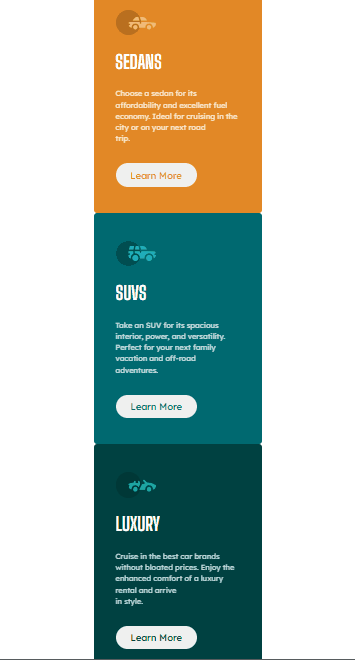 SEDANS
Choose a sedan for its
affordability and excellent fuel
economy. Ideal for cruising in the
city or on your next road
trip.
Learn More
SUVS
Take an SUV for its spacious
interior, power, and versatility.
Perfect for your next family
vacation and off-road
adventures.
Learn More
LUXURY
Cruise in the best car brands
without bloated prices. Enjoy the
enhanced comfort of a luxury
rental and arrive
in style.
Learn More